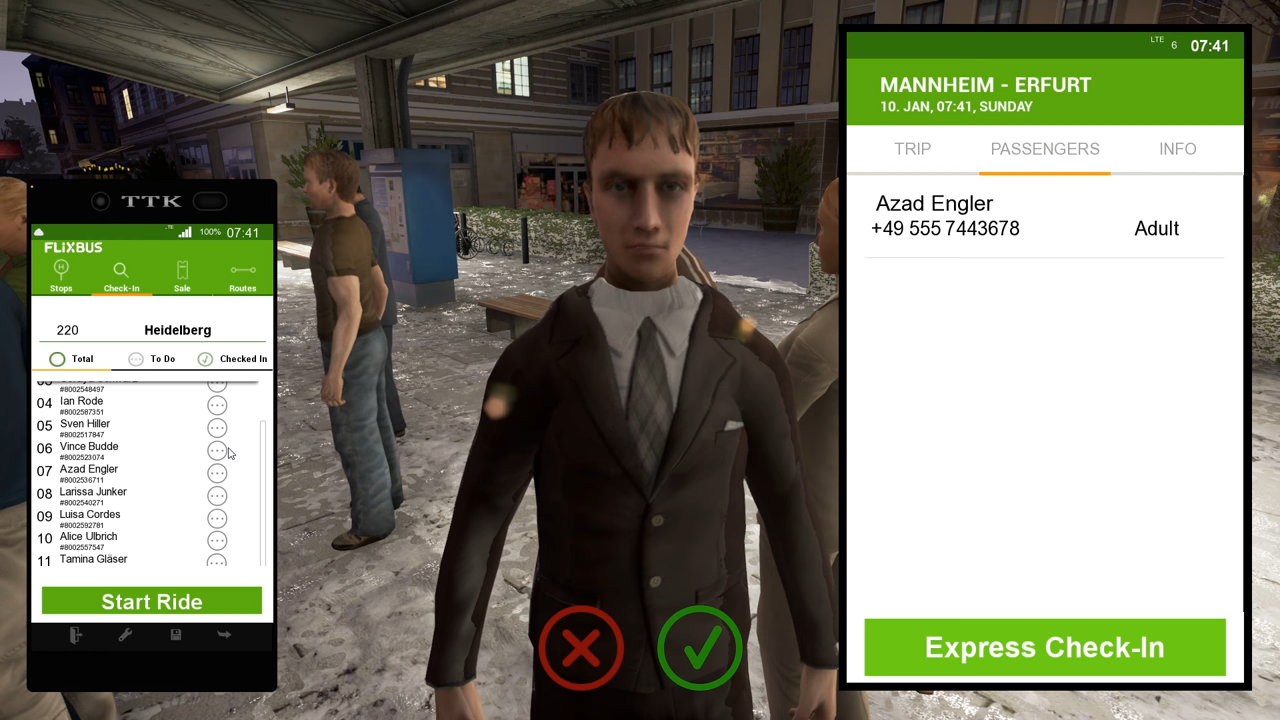 TTK
LTE 100% 07:41
FLiXBUS
H
Stops Check-In Sale Routes
220 Heidelberg
Total To Do Checked In
03
#8002548497
04 Ian Rode
#8002587351
05 Sven Hiller
#8002517847
06 Vince Budde
#8002523074
07 Azad Engler
#8002536711
08 Larissa Junker
#8002540271
09 Luisa Cordes
#8002592781
10 Alice Ulbrich
#8002557547
11 Tamina Gläser
Start Ride
LTE 6 07:41
MANNHEIM - ERFURT
10. JAN, 07:41, SUNDAY
TRIP PASSENGERS INFO
Azad Engler
+49 555 7443678 Adult
Express Check-In